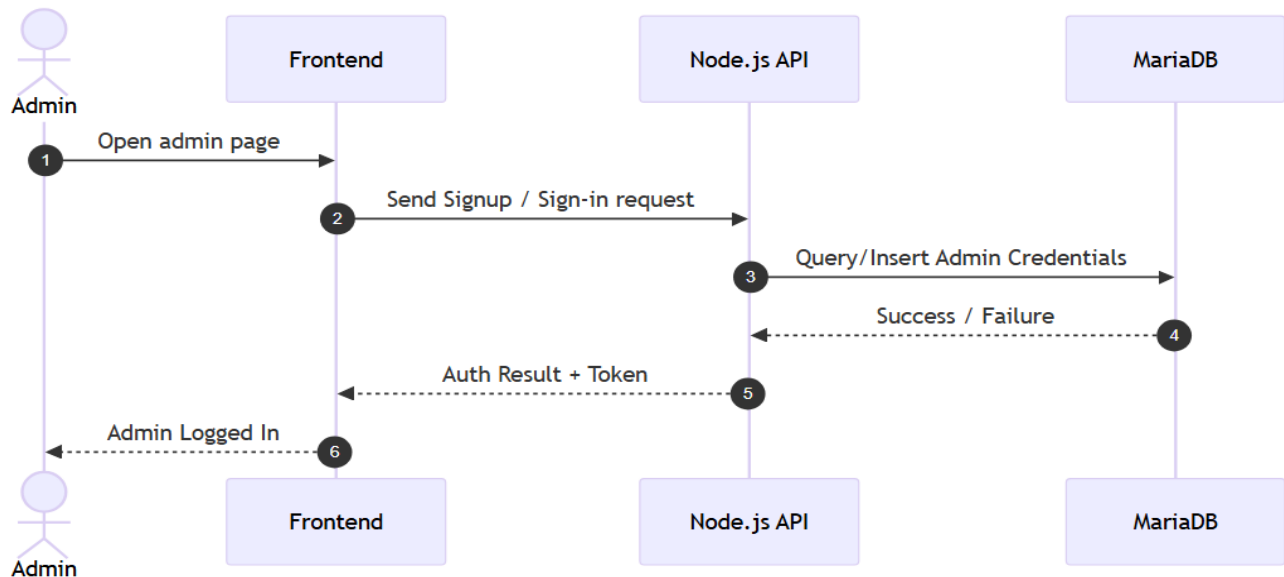 Admin
Frontend
Node.js API
MariaDB
Open admin page
1
Send Signup / Sign-in request
2
Query/Insert Admin Credentials
3
Success / Failure
4
Auth Result + Token
5
Admin Logged In
6
Frontend
Node.js API
MariaDB
Admin